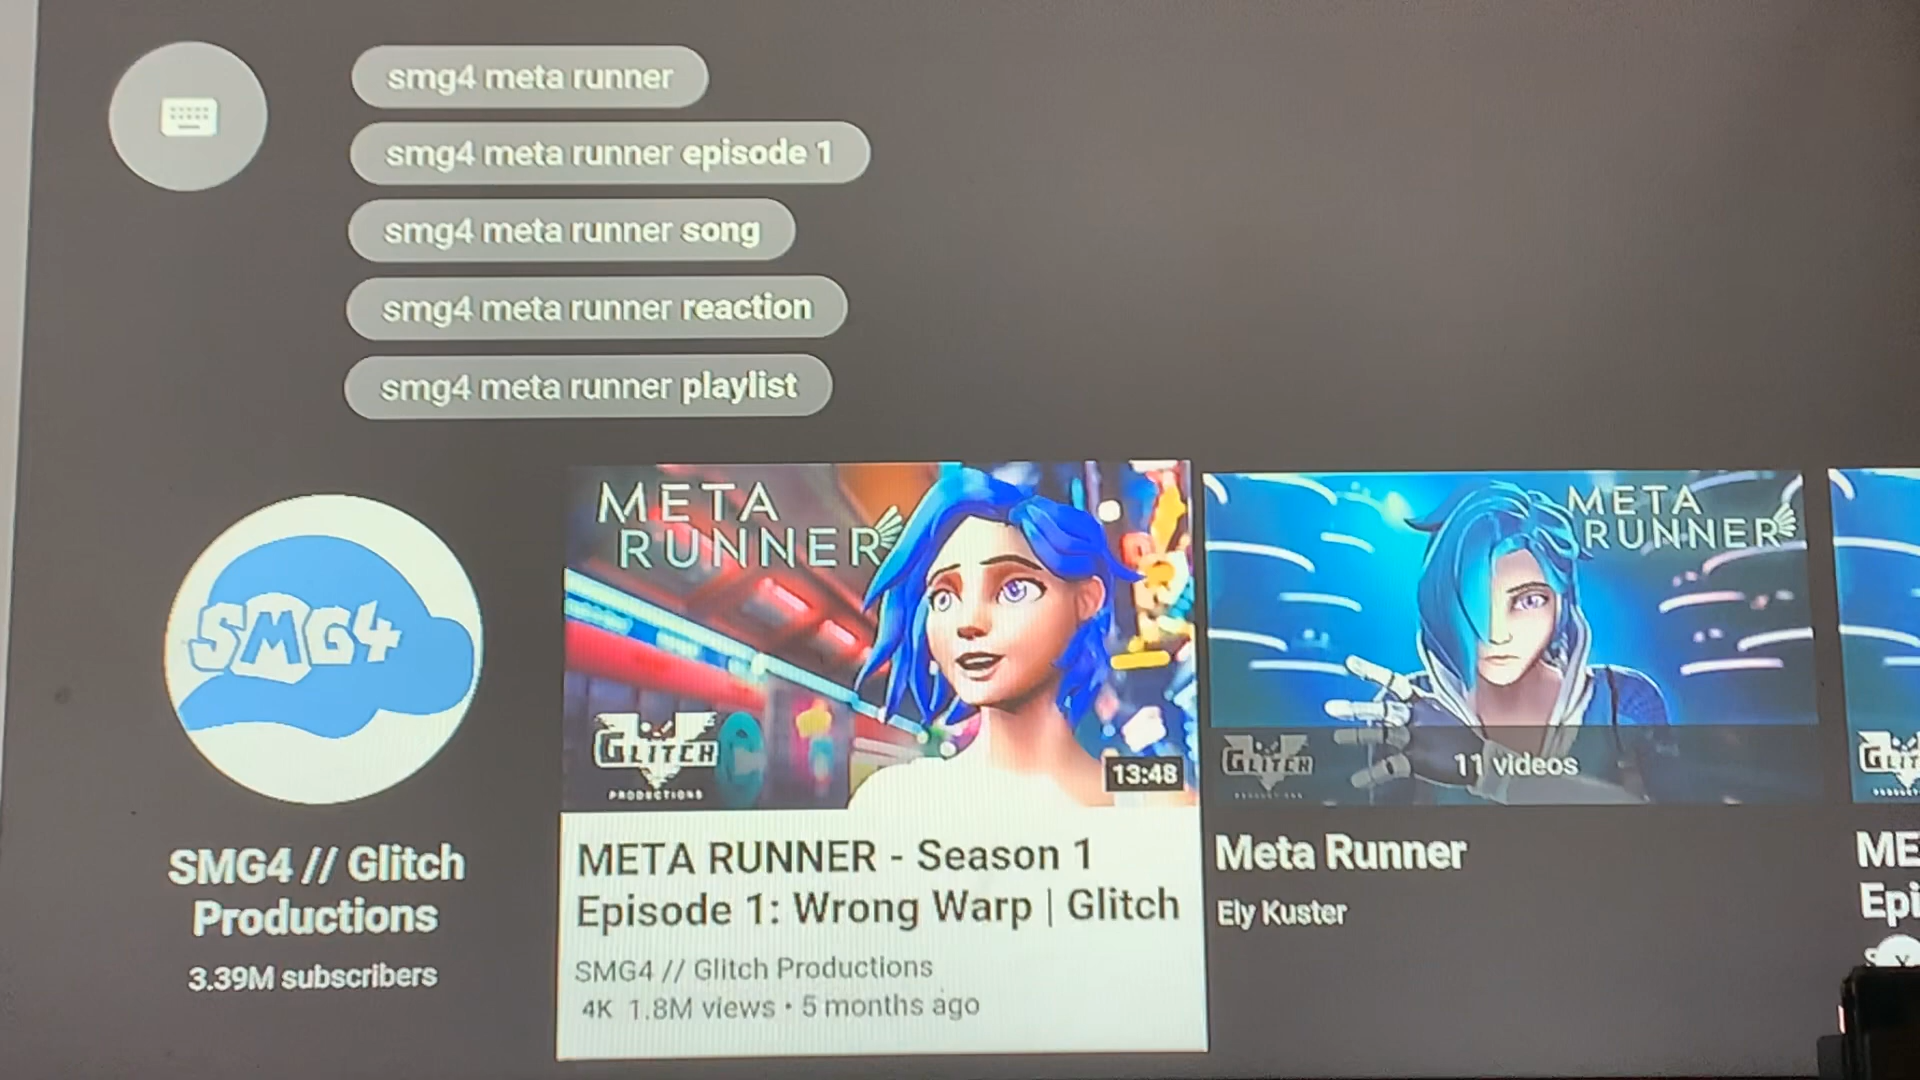 smg4 meta runner
smg4 meta runner episode 1
smg4 meta runner song
smg4 meta runner reaction
smg4 meta runner playlist
SMG4
SMG4 // Glitch
Productions
3.39M subscribers
META
RUNNER
GLITCH
PRODUCTIONS
13:48
META RUNNER - Season 1
Episode 1: Wrong Warp | Glitch
SMG4 // Glitch Productions
4K 1.8M views • 5 months ago
META
RUNNER
GLITCH
11 videos
Meta Runner
Ely Kuster
GLIT
ME
Epi